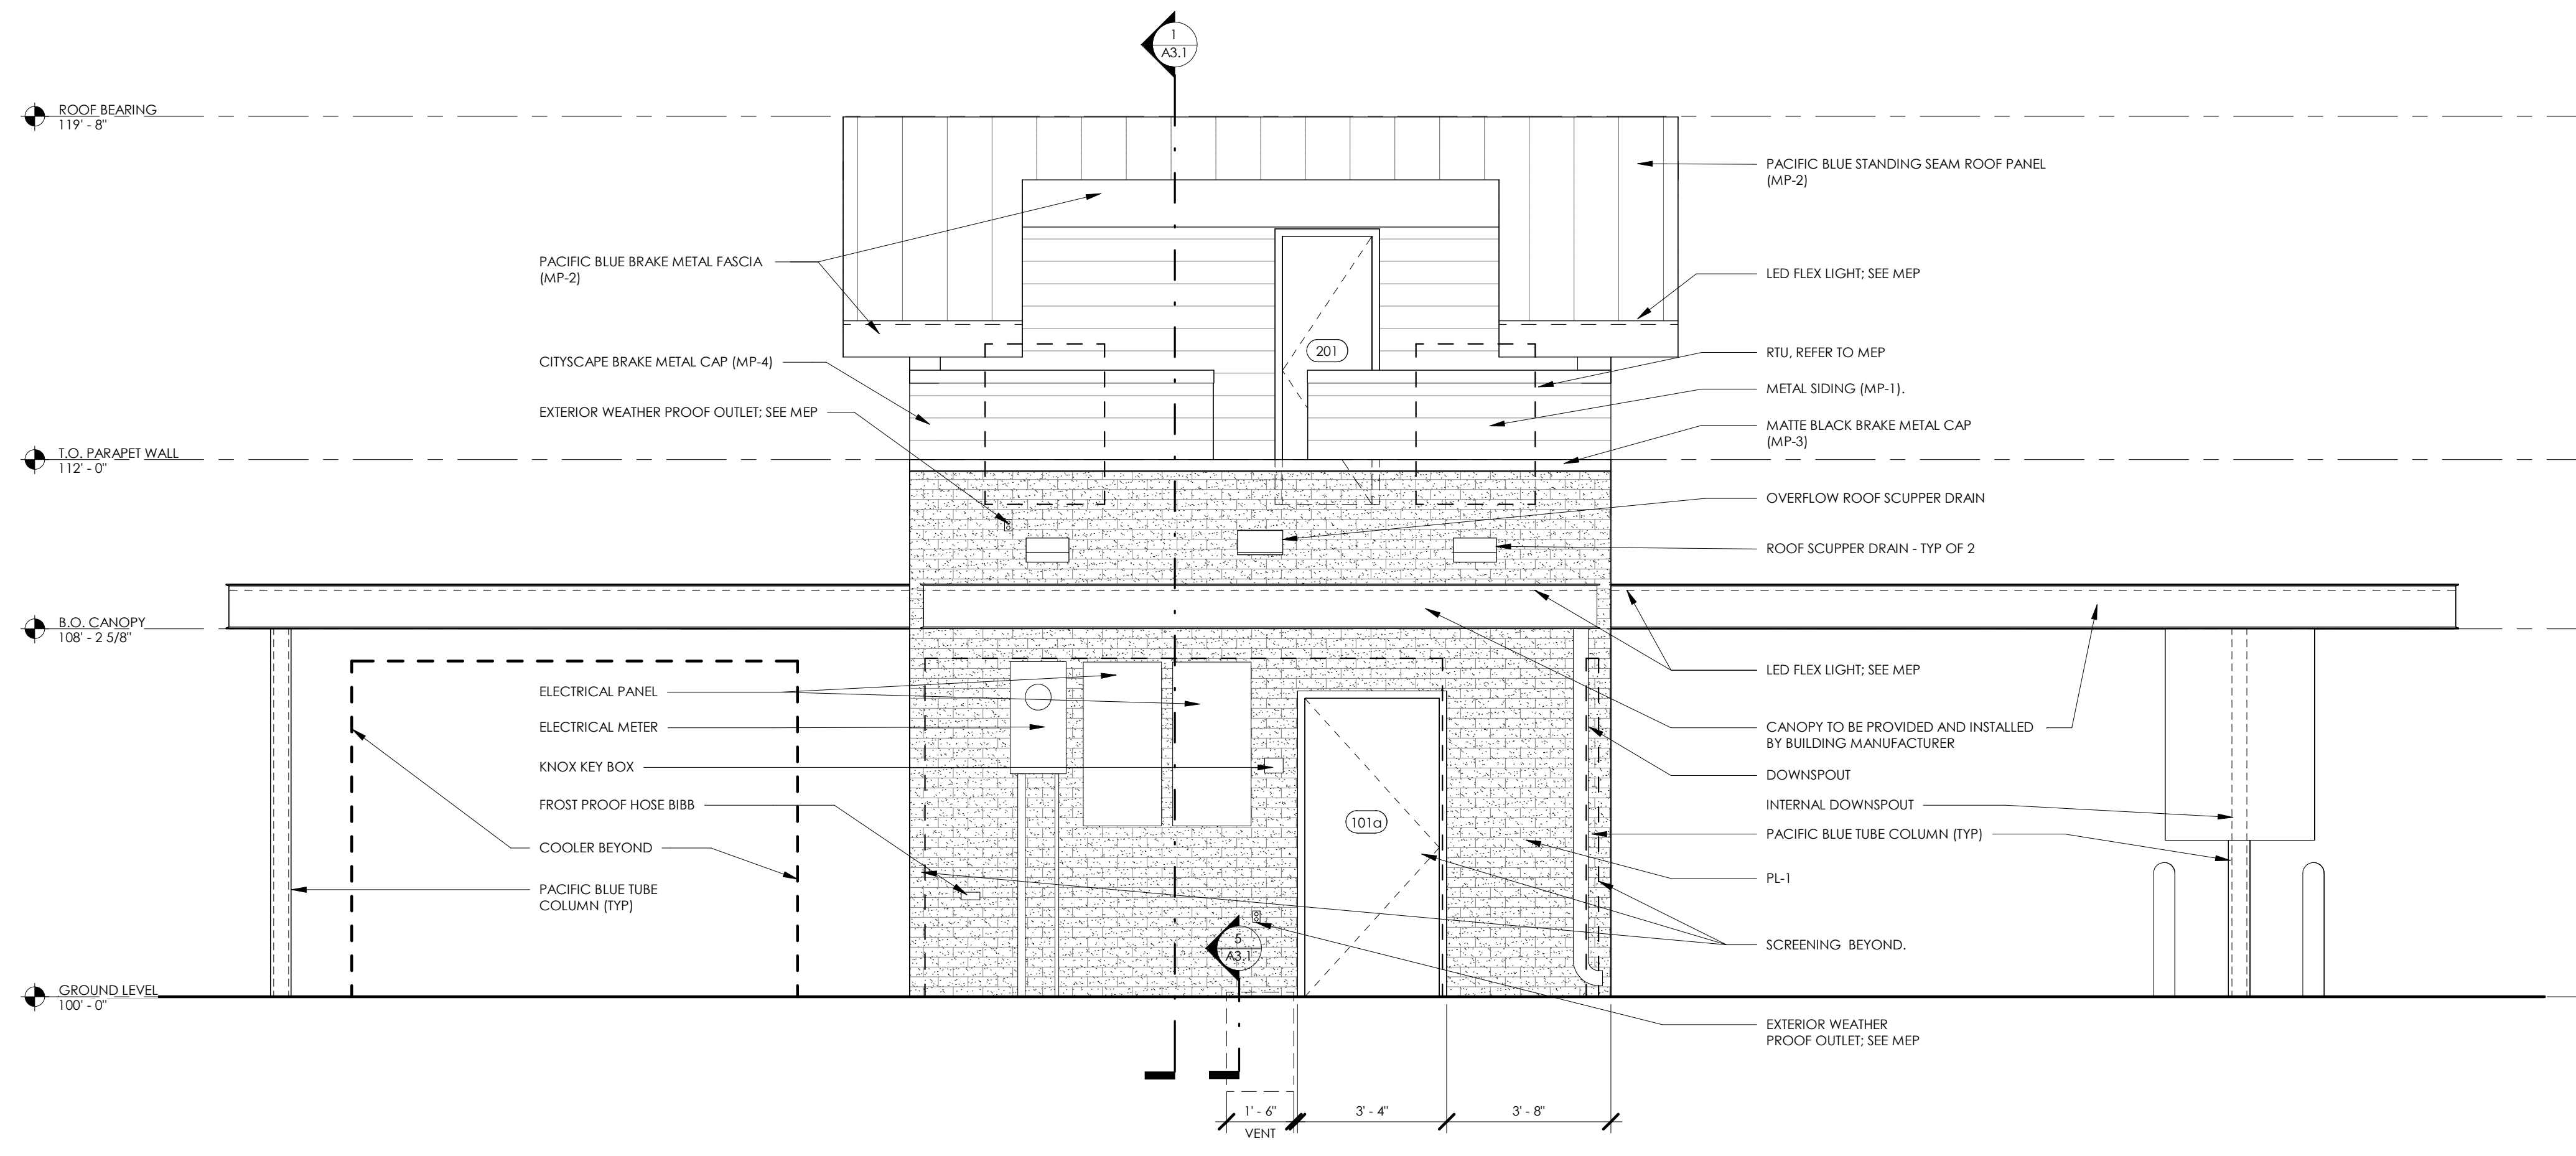 1
A3.1
ROOF BEARING
119' - 8"
PACIFIC BLUE STANDING SEAM ROOF PANEL
(MP-2)
PACIFIC BLUE BRAKE METAL FASCIA
(MP-2)
LED FLEX LIGHT; SEE MEP
201
RTU, REFER TO MEP
CITYSCAPE BRAKE METAL CAP (MP-4)
METAL SIDING (MP-1).
EXTERIOR WEATHER PROOF OUTLET; SEE MEP
MATTE BLACK BRAKE METAL CAP
(MP-3)
T.O. PARAPET WALL
112' - 0"
OVERFLOW ROOF SCUPPER DRAIN
ROOF SCUPPER DRAIN - TYP OF 2
B.O. CANOPY
108' - 2 5/8"
LED FLEX LIGHT; SEE MEP
ELECTRICAL PANEL
ELECTRICAL METER
CANOPY TO BE PROVIDED AND INSTALLED
BY BUILDING MANUFACTURER
KNOX KEY BOX
DOWNSPOUT
FROST PROOF HOSE BIBB
INTERNAL DOWNSPOUT
101a
PACIFIC BLUE TUBE COLUMN (TYP)
COOLER BEYOND
PL-1
PACIFIC BLUE TUBE
COLUMN (TYP)
5
A3.1
SCREENING BEYOND.
GROUND LEVEL
100' - 0"
EXTERIOR WEATHER
PROOF OUTLET; SEE MEP
1' - 6"
3' - 4"
3' - 8"
VENT